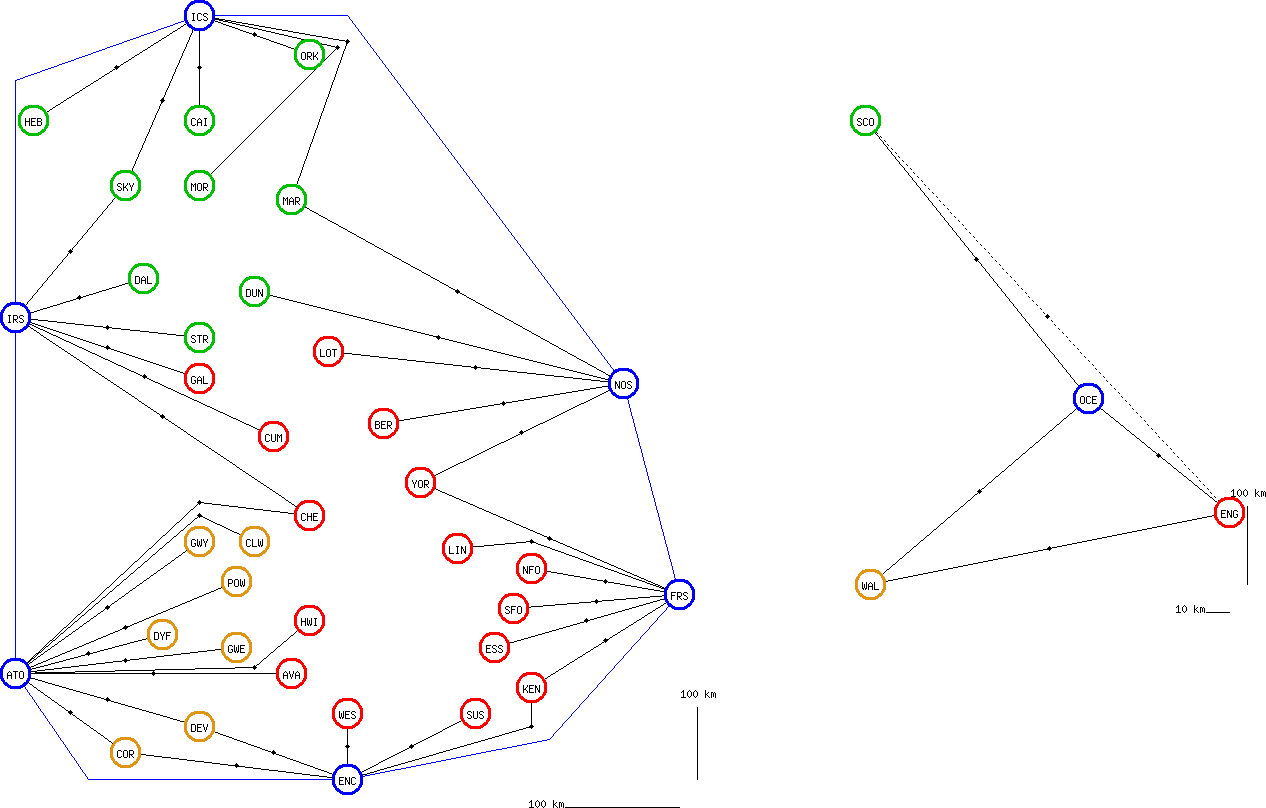 ICS
ORK
HEB
CAI
SCO
SKY
MOR
MAR
DAL
DUN
IRS
STR
LOT
GAL
NOS
OCE
BER
CUM
YOR
100 km
CHE
ENG
GWY
CLW
LIN
NFO
POW
WAL
FRS
SFO
10 km
HWI
DYF
GWE
ESS
ATO
AVA
KEN
100 km
WES
SUS
DEV
COR
ENC
100 km